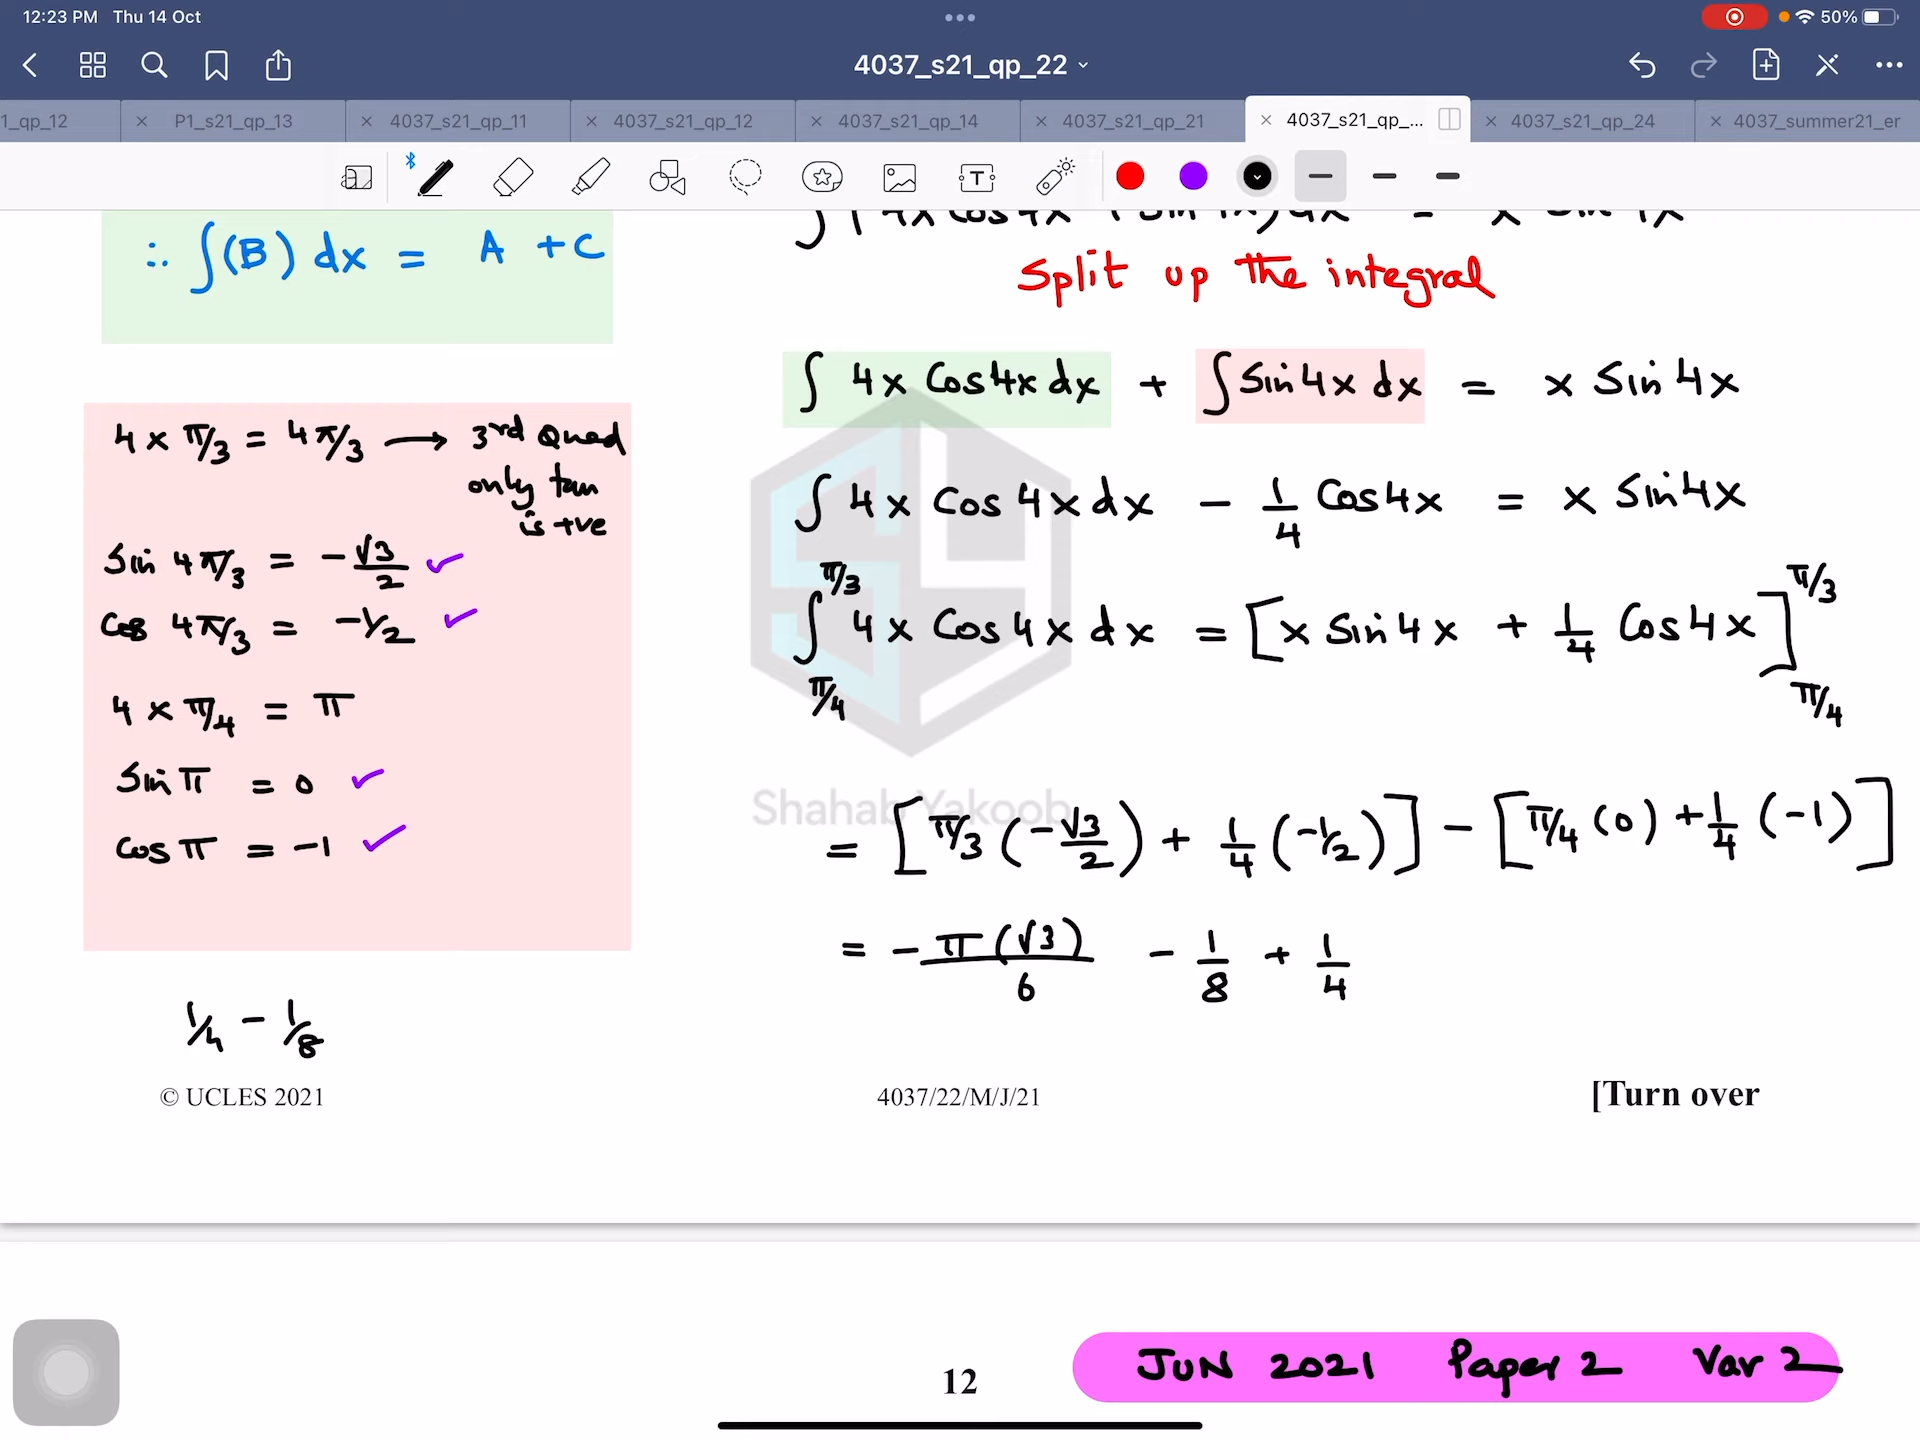 12:23 PM Thu 14 Oct
50%
4037_s21_qp_22
1_qp_12
P1_s21_qp_13
4037_s21_qp_11
4037_s21_qp_12
4037_s21_qp_14
4037_s21_qp_21
4037_s21_qp_...
4037_s21_qp_24
4037_summer21_er
∴ ∫(B) dx = A + C
Split up the integral
∫ 4x Cos4x dx + ∫ Sin4x dx = x Sin4x
∫ 4x Cos4x dx - 1/4 Cos4x = x Sin4x
∫ π/3 π/4 4x Cos4x dx = [x Sin4x + 1/4 Cos4x] π/3 π/4
= [π/3 (-√3/2) + 1/4 (-1/2)] - [π/4 (0) + 1/4 (-1)]
= - π(√3)/6 - 1/8 + 1/4
4 x π/3 = 4π/3 → 3rd Quad
only tan
is +ve
Sin 4π/3 = -√3/2 ✓
Cos 4π/3 = -1/2 ✓
4 x π/4 = π
Sin π = 0 ✓
Cos π = -1 ✓
1/4 - 1/8
Shahab Yakoob
© UCLES 2021
4037/22/M/J/21
[Turn over
12
JUN 2021 Paper 2 Var 2